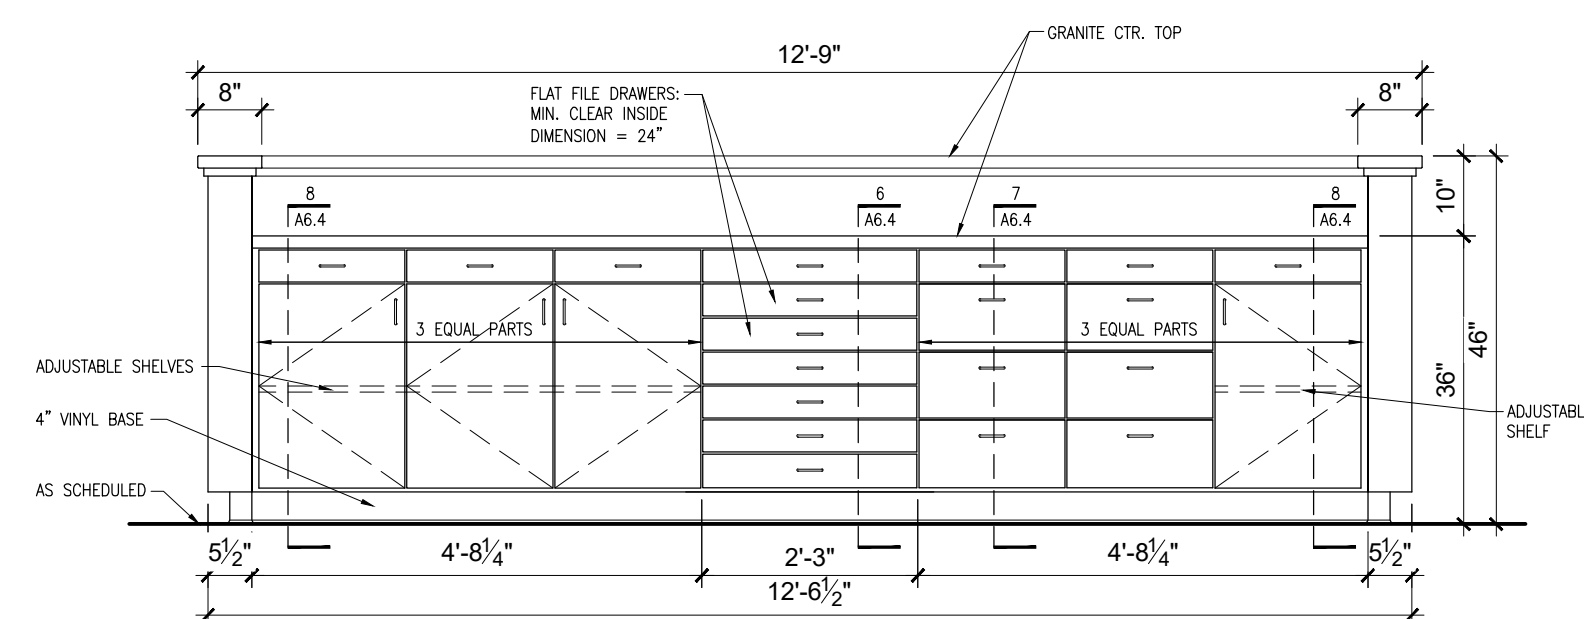 GRANITE CTR. TOP
12'-9"
8"
8"
FLAT FILE DRAWERS:
MIN. CLEAR INSIDE
DIMENSION = 24"
8
A6.4
6
A6.4
7
A6.4
8
A6.4
10"
46"
36"
3 EQUAL PARTS
3 EQUAL PARTS
ADJUSTABLE SHELVES
4" VINYL BASE
AS SCHEDULED
ADJUSTABL
SHELF
5½"
4'-8¼"
2'-3"
4'-8¼"
5½"
12'-6½"